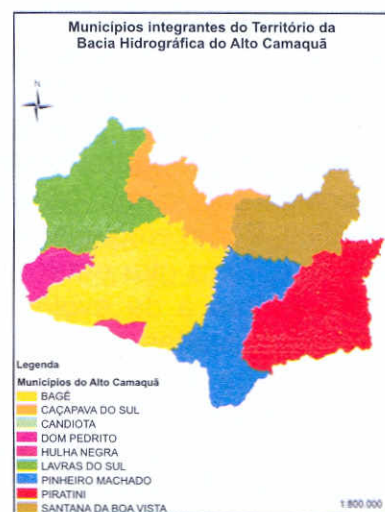 Municípios integrantes do Território da
Bacia Hidrográfica do Alto Camaquã
N
Legenda
Municípios do Alto Camaquã
BAGÉ
CAÇAPAVA DO SUL
CANDIOTA
DOM PEDRITO
HULHA NEGRA
LAVRAS DO SUL
PINHEIRO MACHADO
PIRATINI
SANTANA DA BOA VISTA
1:800.000